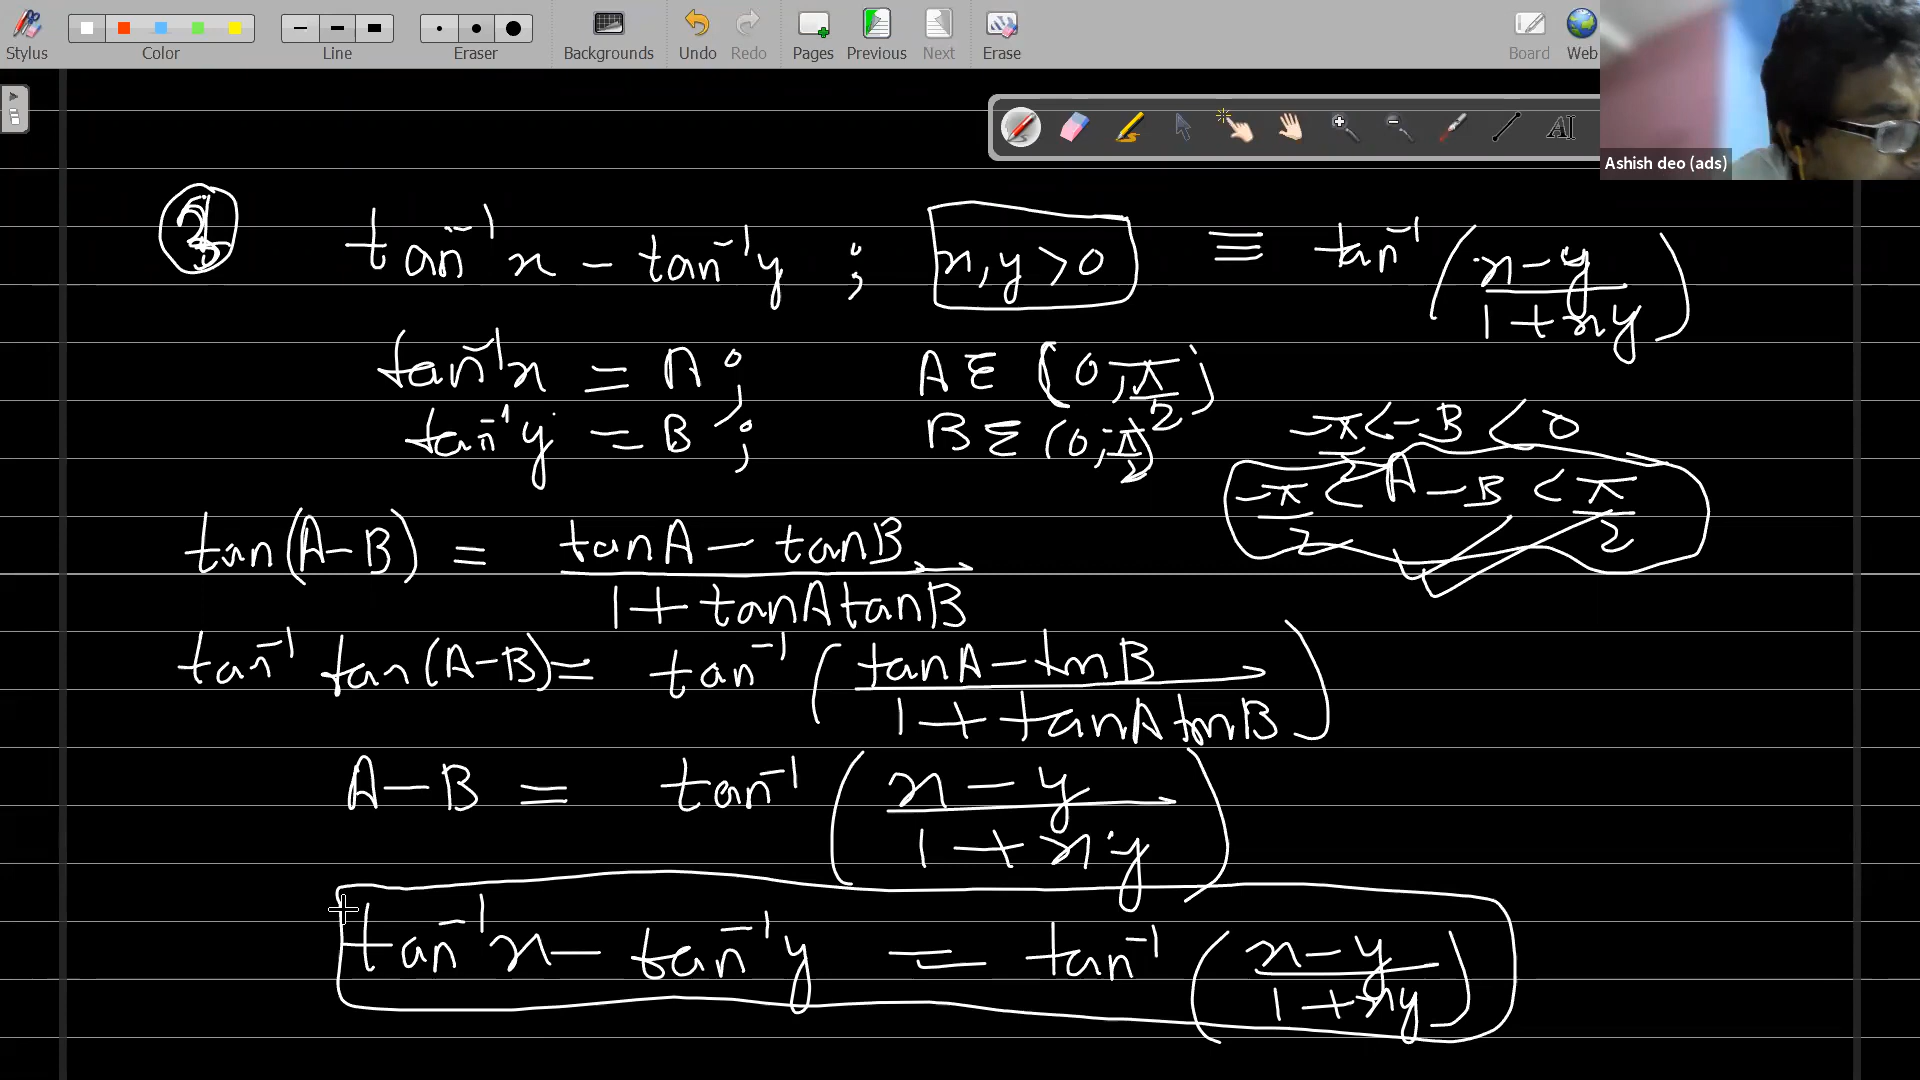 Stylus Color Line Eraser Backgrounds Undo Redo Pages Previous Next Erase Board Web
Ashish deo (ads)
tan⁻¹x − tan⁻¹y ; x, y > 0 ≡ tan⁻¹((x−y)/(1+xy))
tan⁻¹x = A ; A ∈ (0, π/2)
tan⁻¹y = B ; B ∈ (0, π/2)
−π/2 < −B < 0
−π/2 < A − B < π/2
tan(A−B) = (tanA − tanB)/(1 + tanA tanB)
tan⁻¹ tan(A−B) = tan⁻¹((tanA − tanB)/(1 + tanA tanB))
A − B = tan⁻¹((x − y)/(1 + xy))
tan⁻¹x − tan⁻¹y = tan⁻¹((x−y)/(1+xy))